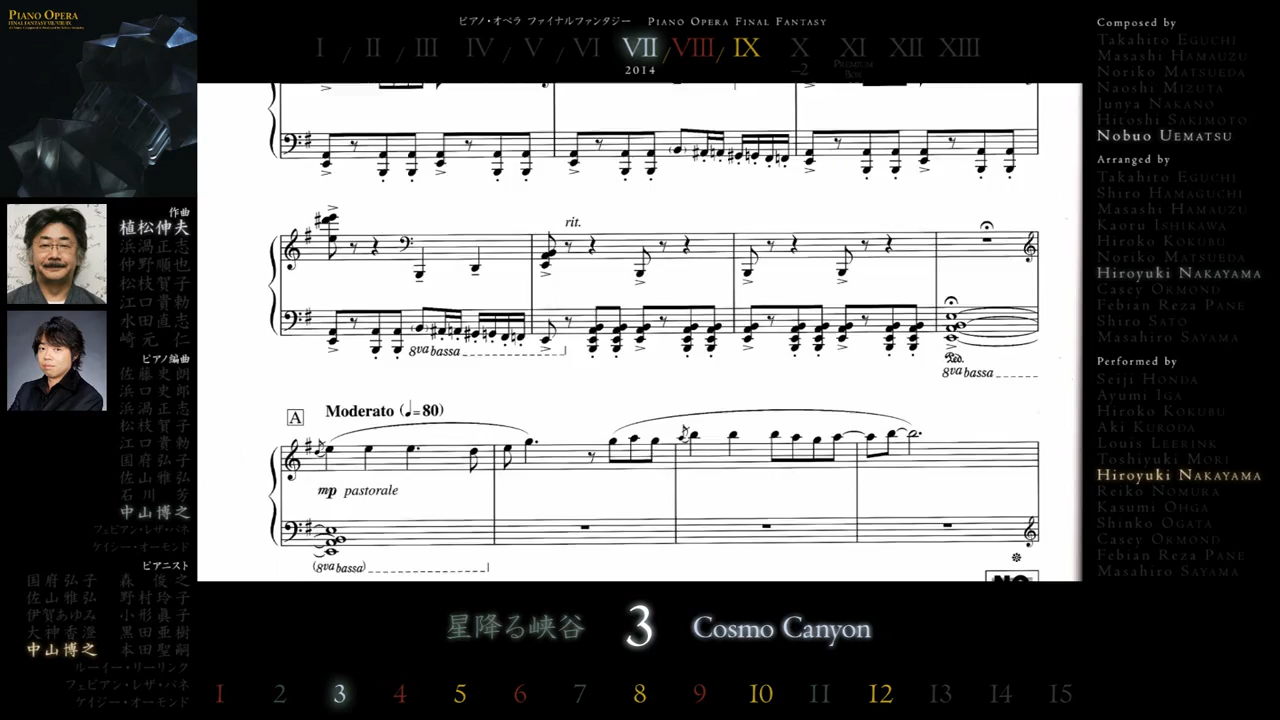 PIANO OPERA
ピアノ・オペラ ファイナルファンタジー PIANO OPERA FINAL FANTASY
I / II / III IV / V / VI VII / VIII / IX X XI XII XIII
-2 PREMIUM
BOX
2014
作曲
植松伸夫
浜渦正志
仲野順也
松枝賀子
江口貴勅
水田直志
崎元 仁
ピアノ編曲
佐藤史朗
浜口史郎
浜渦正志
松枝賀子
江口貴勅
国府弘子
佐山雅弘
石川 芳
中山博之
フェビアン・レザ・パネ
ケイシー・オーモンド
ピアニスト
国府弘子 森 俊之
佐山雅弘 野村玲子
伊賀あゆみ 小形眞子
大神香澄 黒田亜樹
中山博之 本田聖嗣
ルーイー・リーリンク
フェビアン・レザ・パネ
ケイジー・オーモンド
rit.
8va bassa
8va bassa
A Moderato (♩=80)
mp pastorale
(8va bassa)
星降る峡谷 3 Cosmo Canyon
1 2 3 4 5 6 7 8 9 10 11 12 13 14 15
Composed by
Takahito EGUCHI
Masashi HAMAUZU
Noriko MATSUEDA
Naoshi MIZUTA
Junya NAKANO
Hitoshi SAKIMOTO
Nobuo UEMATSU
Arranged by
Takahito EGUCHI
Shiro HAMAGUCHI
Masashi HAMAUZU
Kaoru ISHIKAWA
Hiroko KOKUBU
Noriko MATSUEDA
Hiroyuki NAKAYAMA
Casey ORMOND
Febian Reza PANE
Shiro SATO
Masahiro SAYAMA
Performed by
Seiji HONDA
Ayumi IGA
Hiroko KOKUBU
Aki KURODA
Louis LEERINK
Toshiyuki MORI
Hiroyuki NAKAYAMA
Reiko NOMURA
Kasumi OHGA
Shinko OGATA
Casey ORMOND
Febian Reza PANE
Masahiro SAYAMA